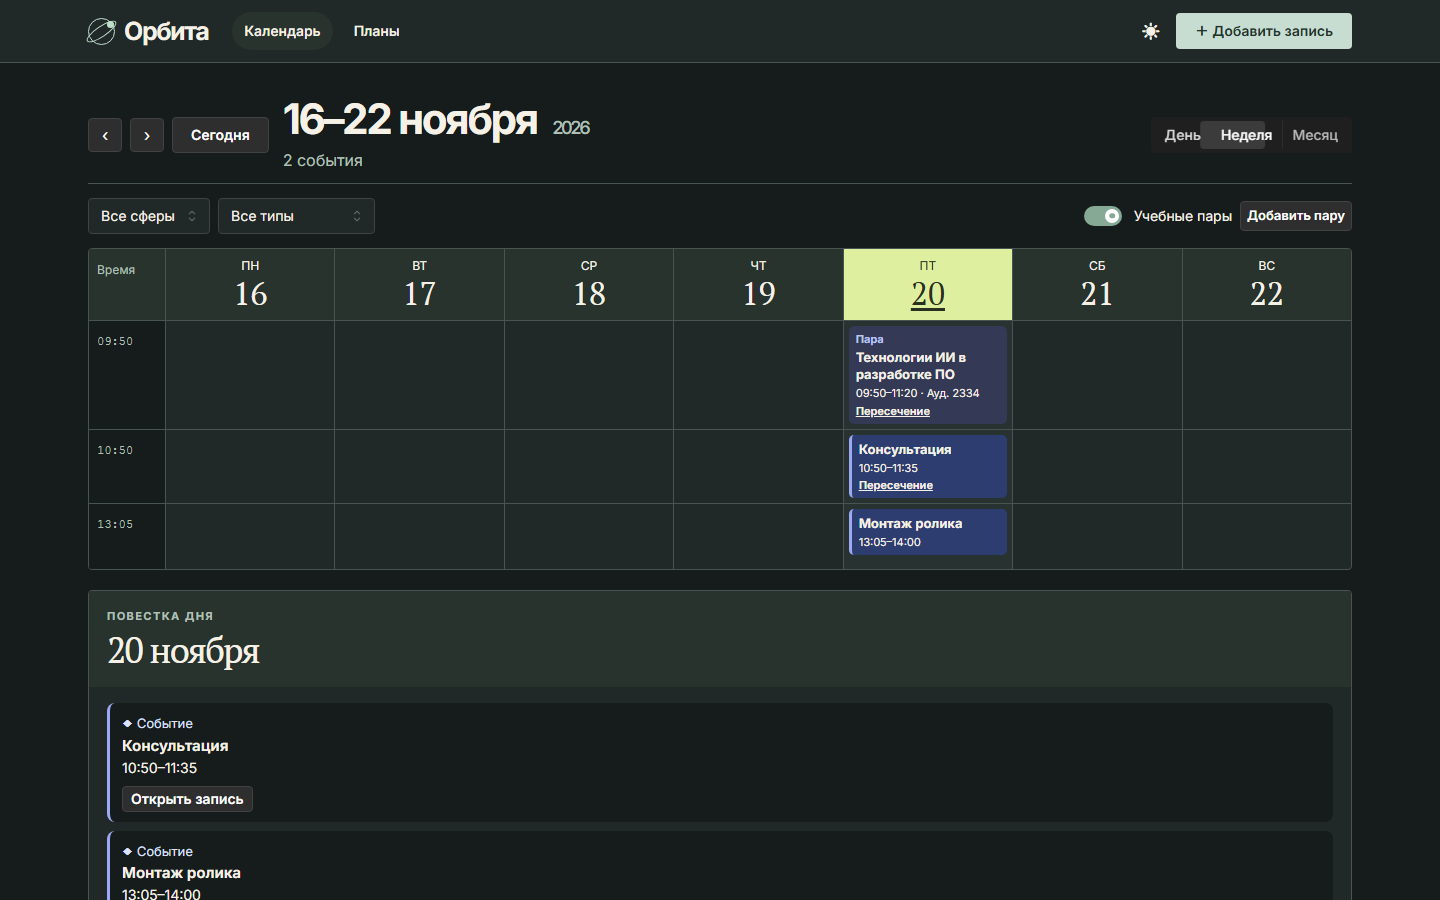 Орбита
Календарь
Планы
+ Добавить запись
‹
›
Сегодня
16–22 ноября 2026
2 события
День
Неделя
Месяц
Все сферы
Все типы
Учебные пары
Добавить пару
Время
ПН
16
ВТ
17
СР
18
ЧТ
19
ПТ
20
СБ
21
ВС
22
09:50
Пара
Технологии ИИ в
разработке ПО
09:50–11:20 · Ауд. 2334
Пересечение
10:50
Консультация
10:50–11:35
Пересечение
13:05
Монтаж ролика
13:05–14:00
ПОВЕСТКА ДНЯ
20 ноября
◆ Событие
Консультация
10:50–11:35
Открыть запись
◆ Событие
Монтаж ролика
13:05–14:00